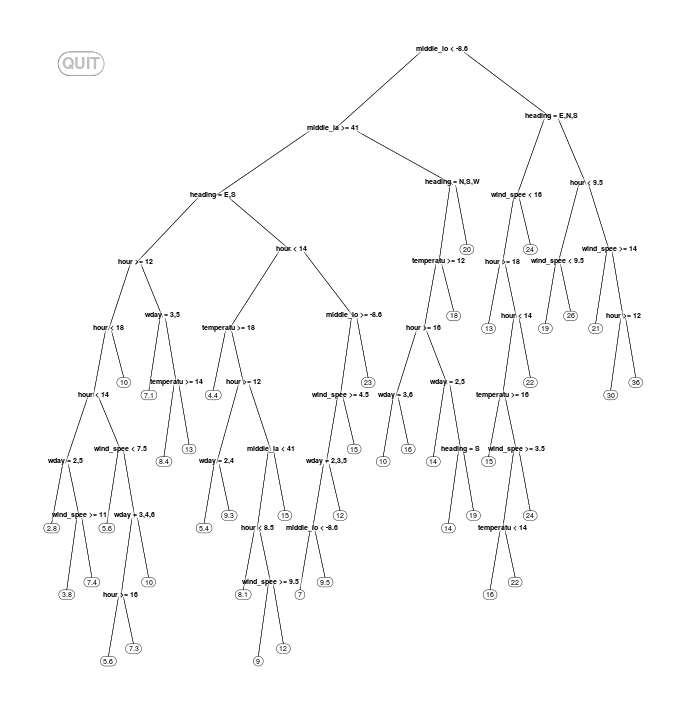 middle_lo < -8.6
QUIT
heading = E,N,S
middle_la >= 41
heading = N,S,W
hour < 9.5
heading = E,S
wind_spee < 16
hour < 14
20
24
wind_spee >= 14
hour >= 12
temperatu >= 12
hour >= 18
wind_spee < 9.5
wday = 3,5
middle_lo >= -8.6
18
hour < 14
26
hour >= 12
hour < 18
temperatu >= 18
hour >= 16
13
19
21
10
temperatu >= 14
hour >= 12
23
wday = 2,5
22
36
hour < 14
7.1
4.4
wind_spee >= 4.5
wday = 3,6
temperatu >= 16
30
wind_spee < 7.5
13
middle_la < 41
15
16
heading = S
wind_spee >= 3.5
wday = 2,5
8.4
wday = 2,4
wday = 2,3,5
10
14
15
wind_spee >= 11
wday = 3,4,6
9.3
15
12
19
24
2.8
5.6
5.4
hour < 8.5
middle_lo < -8.6
14
temperatu < 14
7.4
10
wind_spee >= 9.5
9.5
22
3.8
hour >= 16
8.1
7
16
7.3
12
5.6
9